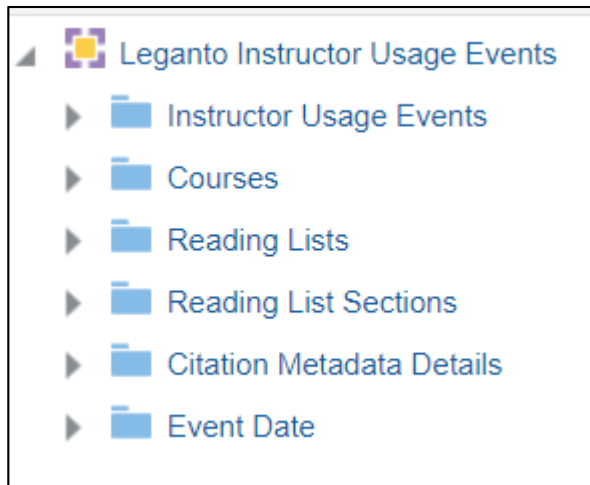 Leganto Instructor Usage Events
Instructor Usage Events
Courses
Reading Lists
Reading List Sections
Citation Metadata Details
Event Date